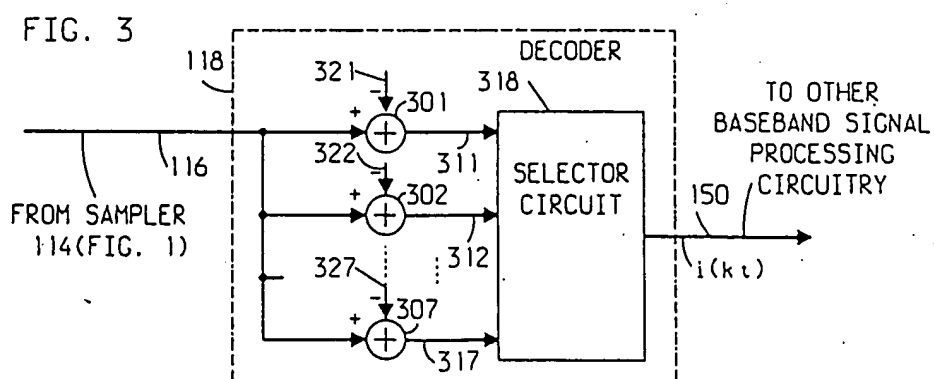 FIG. 3
118
DECODER
321
318
TO OTHER
BASEBAND SIGNAL
PROCESSING
CIRCUITRY
−
+
301
+
116
322
311
−
SELECTOR
CIRCUIT
+
302
+
150
FROM SAMPLER
114(FIG. 1)
312
i(kt)
327
−
+
307
+
317